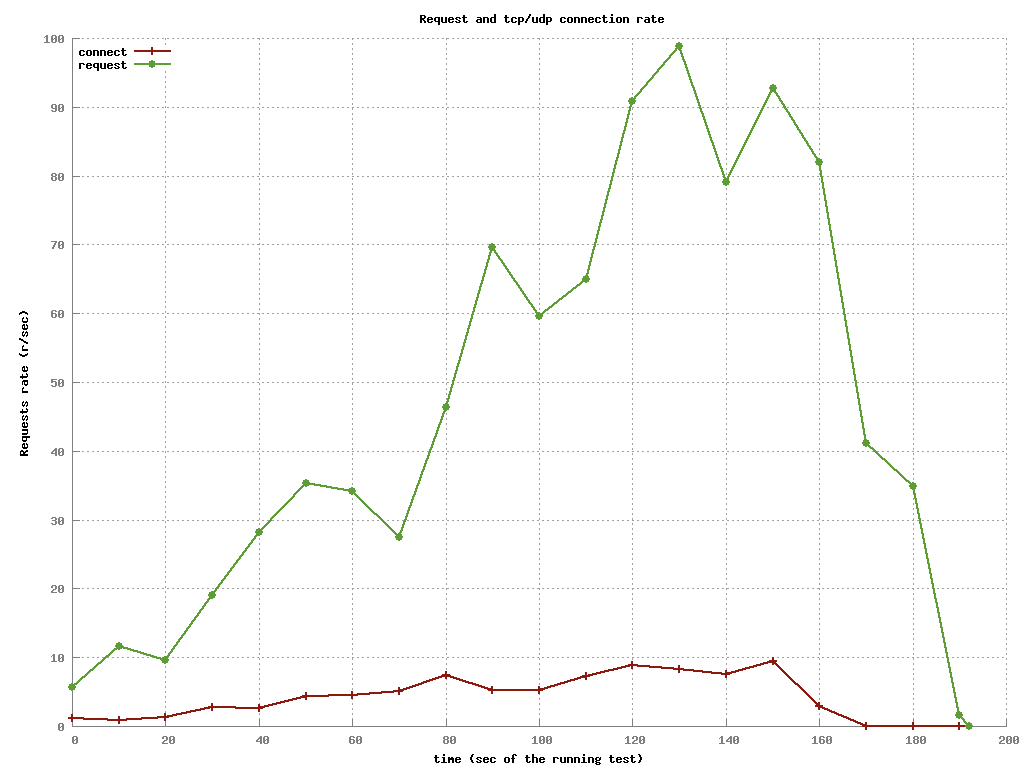 Request and tcp/udp connection rate
100
connect
request
90
80
70
60
50
40
30
20
10
0
Requests rate (r/sec)
0 20 40 60 80 100 120 140 160 180 200
time (sec of the running test)